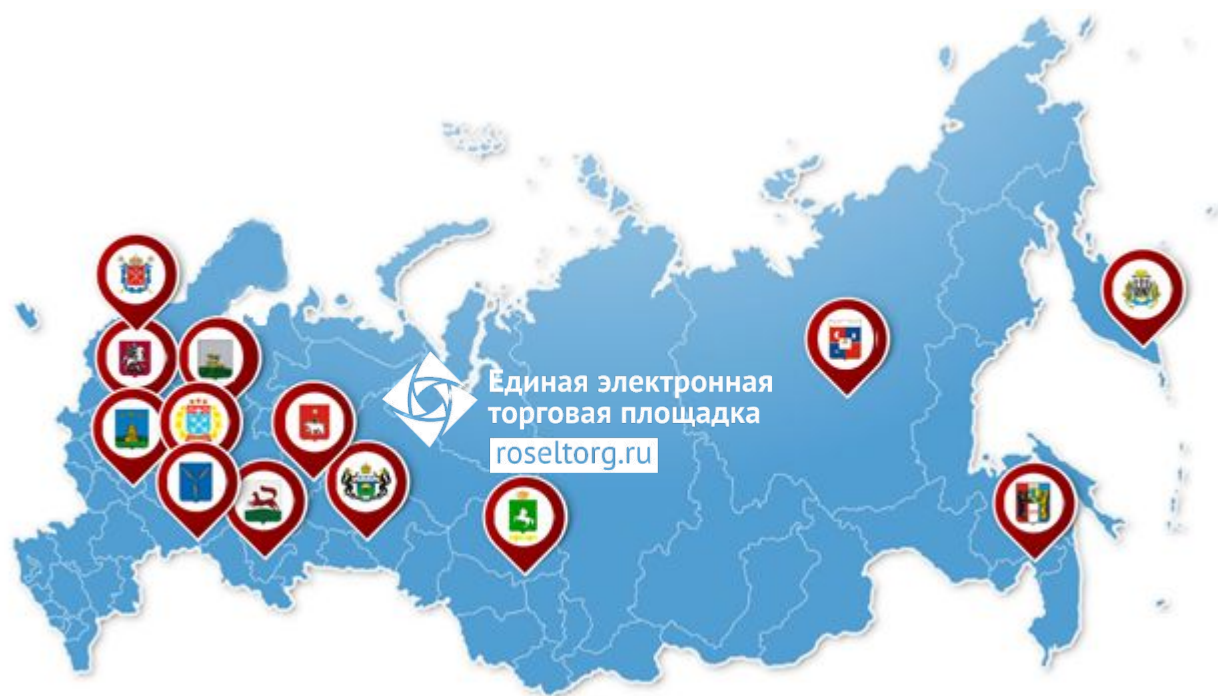 Единая электронная
торговая площадка
roseltorg.ru